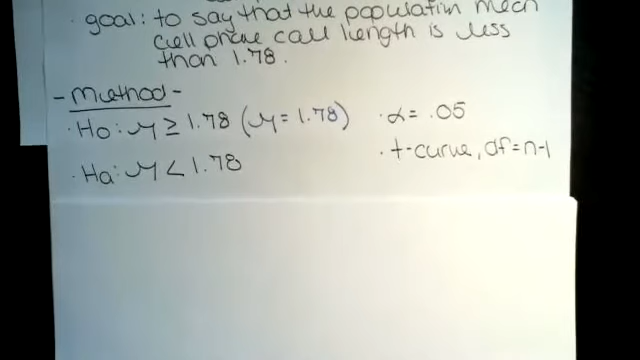 · goal: to say that the population mean
cell phone call length is less
than 1.78.
- Method -
· Ho: μ ≥ 1.78 (μ = 1.78)
· α = .05
· Ha: μ < 1.78
· t-curve, df = n-1